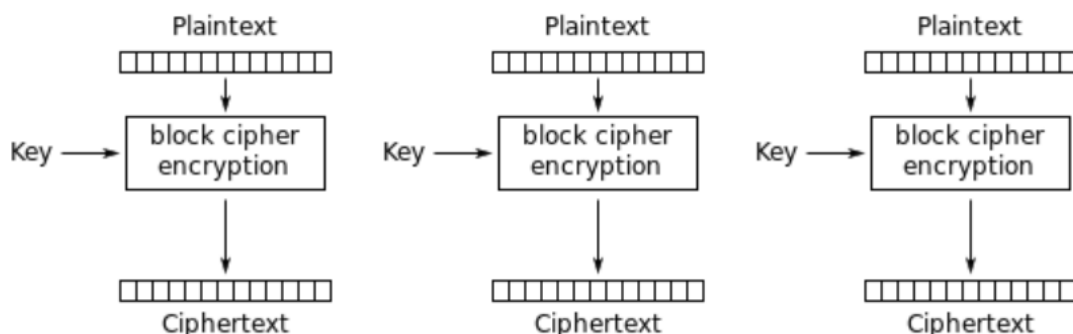 Plaintext Plaintext Plaintext
Key block cipher encryption Key block cipher encryption Key block cipher encryption
Ciphertext Ciphertext Ciphertext